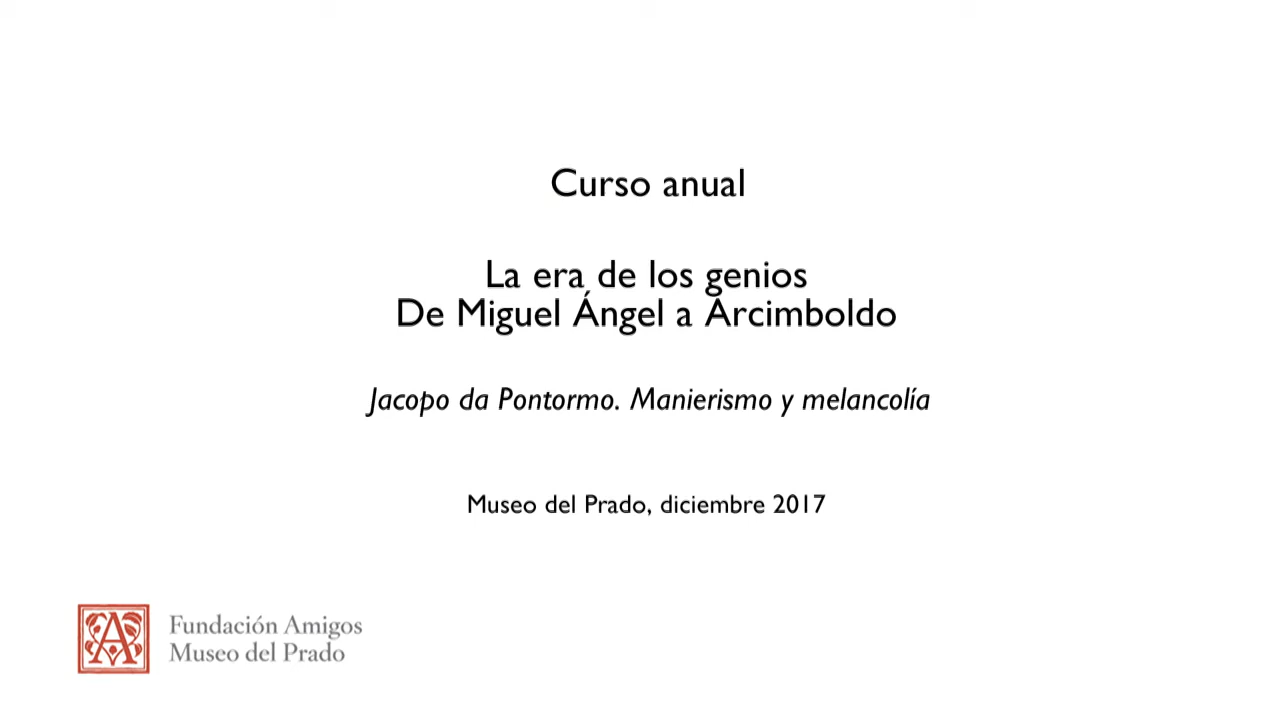 Curso anual
La era de los genios
De Miguel Ángel a Arcimboldo
Jacopo da Pontormo. Manierismo y melancolía
Museo del Prado, diciembre 2017
A
Fundación Amigos
Museo del Prado